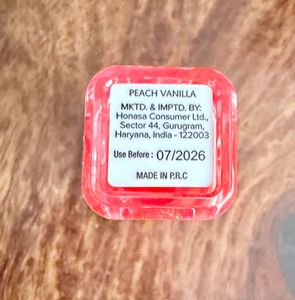 PEACH VANILLA
MKTD. & IMPTD. BY:
Honasa Consumer Ltd.,
Sector 44, Gurugram,
Haryana, India - 122003
Use Before : 07/2026
MADE IN P.R.C